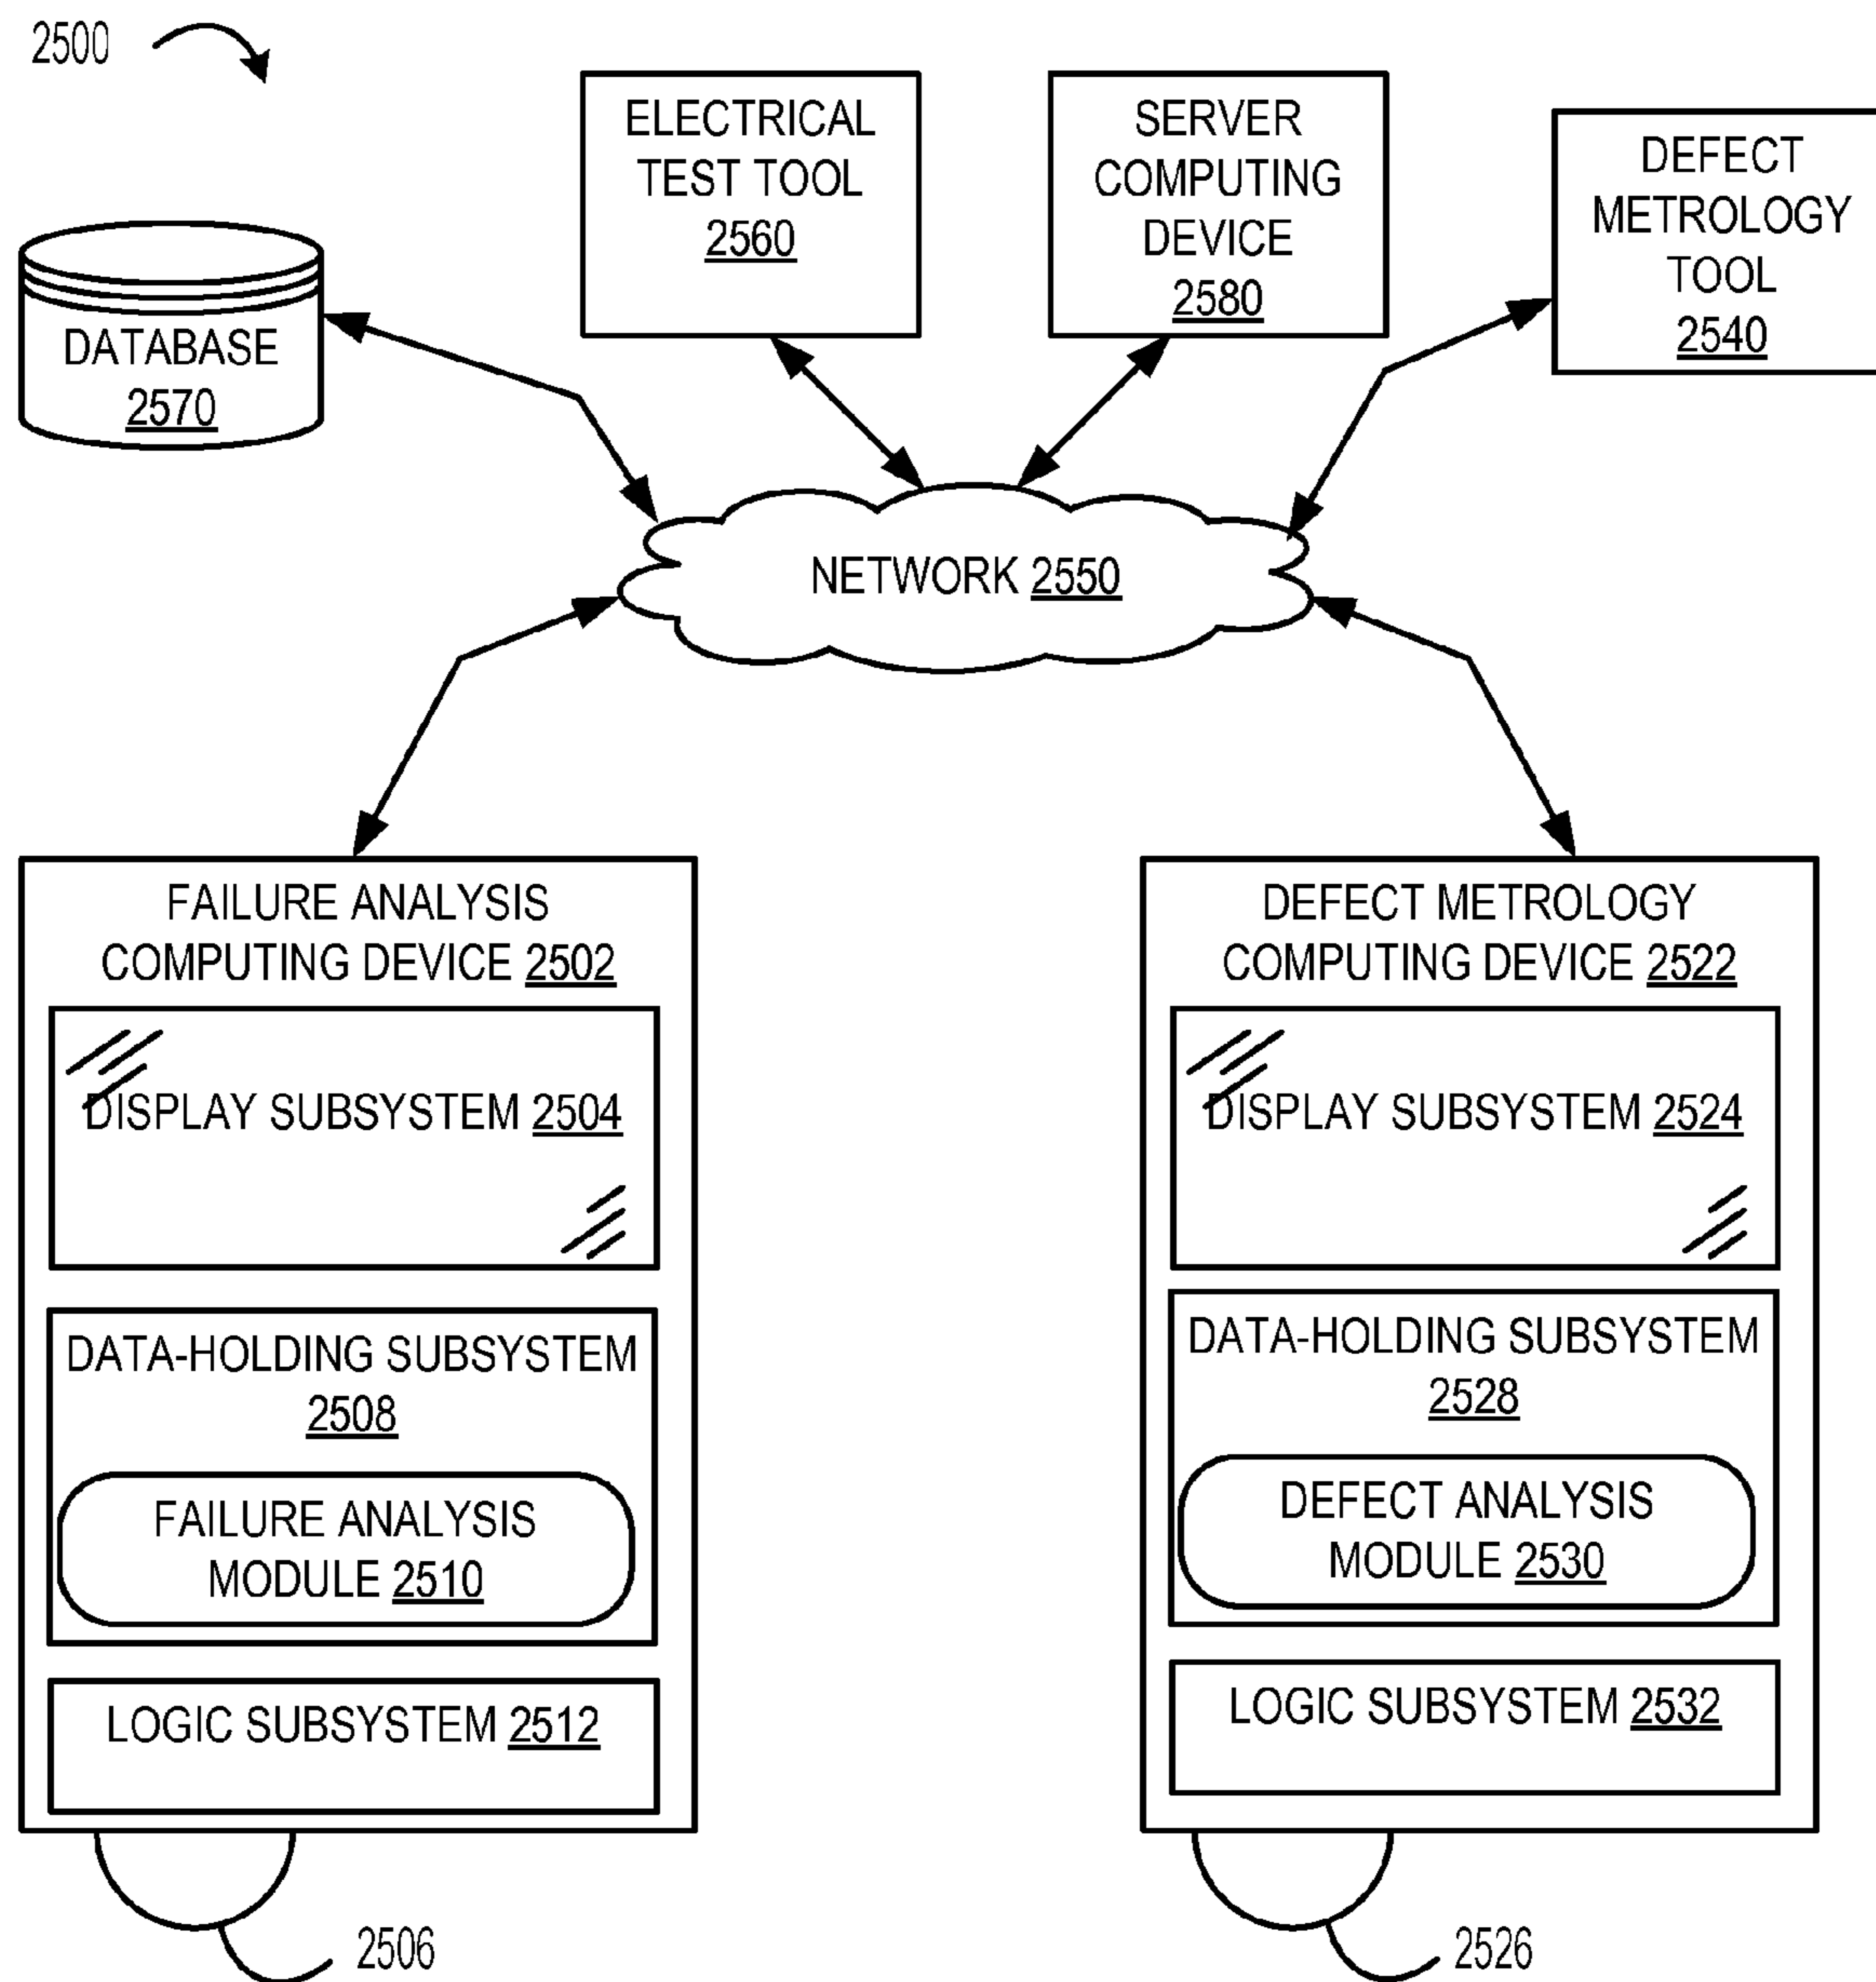 2500
ELECTRICAL
TEST TOOL
2560
SERVER
COMPUTING
DEVICE
2580
DEFECT
METROLOGY
TOOL
2540
DATABASE
2570
NETWORK 2550
FAILURE ANALYSIS
COMPUTING DEVICE 2502
DISPLAY SUBSYSTEM 2504
DATA-HOLDING SUBSYSTEM
2508
FAILURE ANALYSIS
MODULE 2510
LOGIC SUBSYSTEM 2512
2506
DEFECT METROLOGY
COMPUTING DEVICE 2522
DISPLAY SUBSYSTEM 2524
DATA-HOLDING SUBSYSTEM
2528
DEFECT ANALYSIS
MODULE 2530
LOGIC SUBSYSTEM 2532
2526